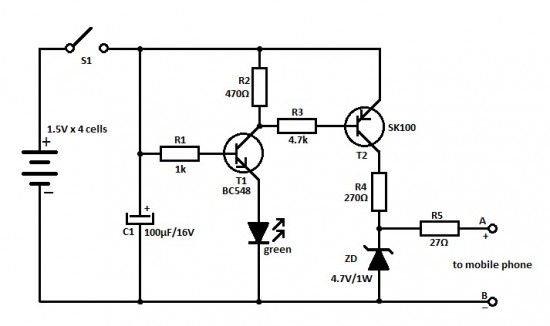 S1
1.5V x 4 cells
+
−
R1
1k
R2
470Ω
R3
4.7k
T1
BC548
SK100
T2
+
C1
100µF/16V
green
R4
270Ω
R5
27Ω
A
+
ZD
4.7V/1W
to mobile phone
B
−